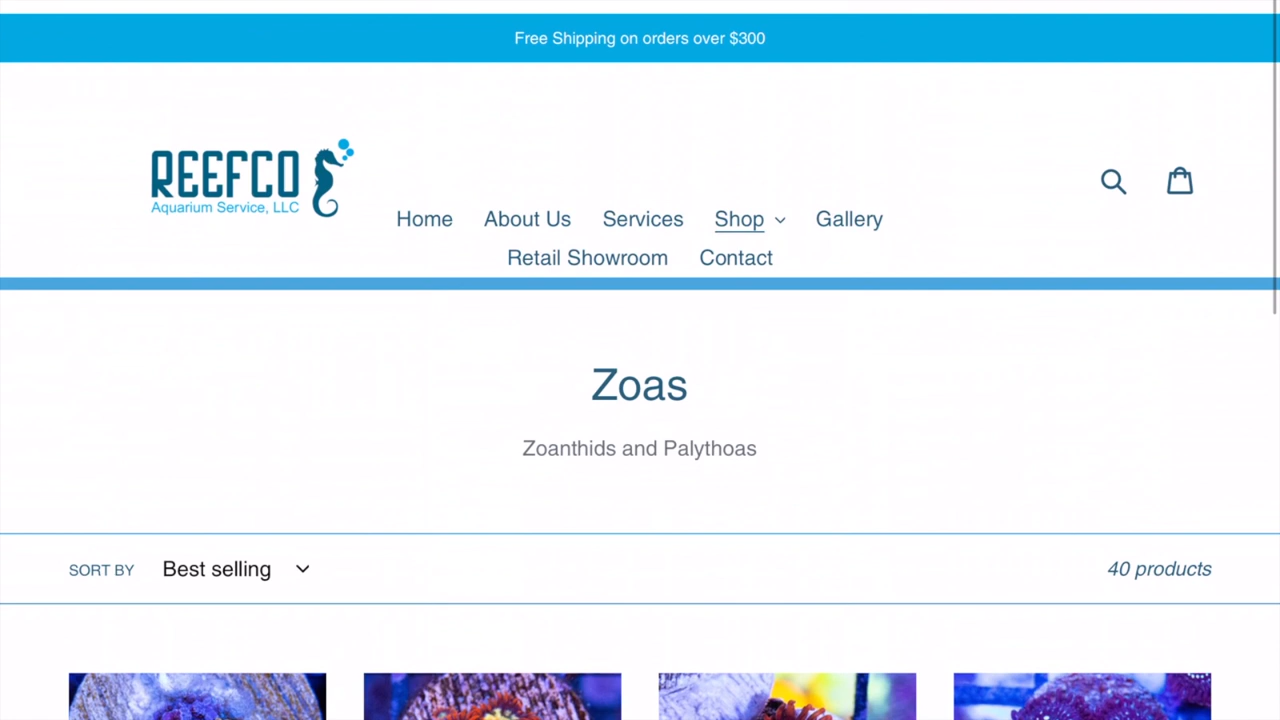 Free Shipping on orders over $300
REEFCO
Aquarium Service, LLC
Home About Us Services Shop Gallery
Retail Showroom Contact
Zoas
Zoanthids and Palythoas
SORT BY Best selling 40 products